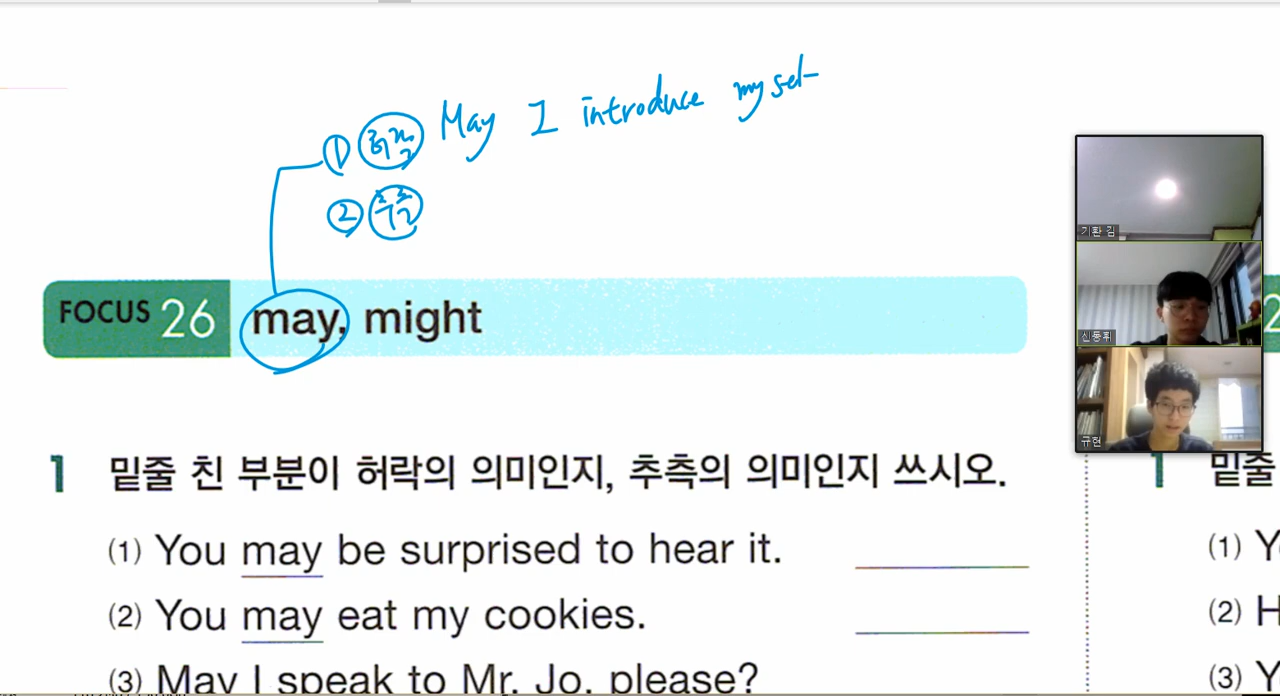 ① May I introduce mysel
② 추측
FOCUS 26 may, might
1 밑줄 친 부분이 허락의 의미인지, 추측의 의미인지 쓰시오.
(1) You may be surprised to hear it.
(2) You may eat my cookies.
(3) May I speak to Mr. Jo, please?
기환 김
신동휘
규현
2
1 밑줄
(1) Y
(2) H
(3) Y